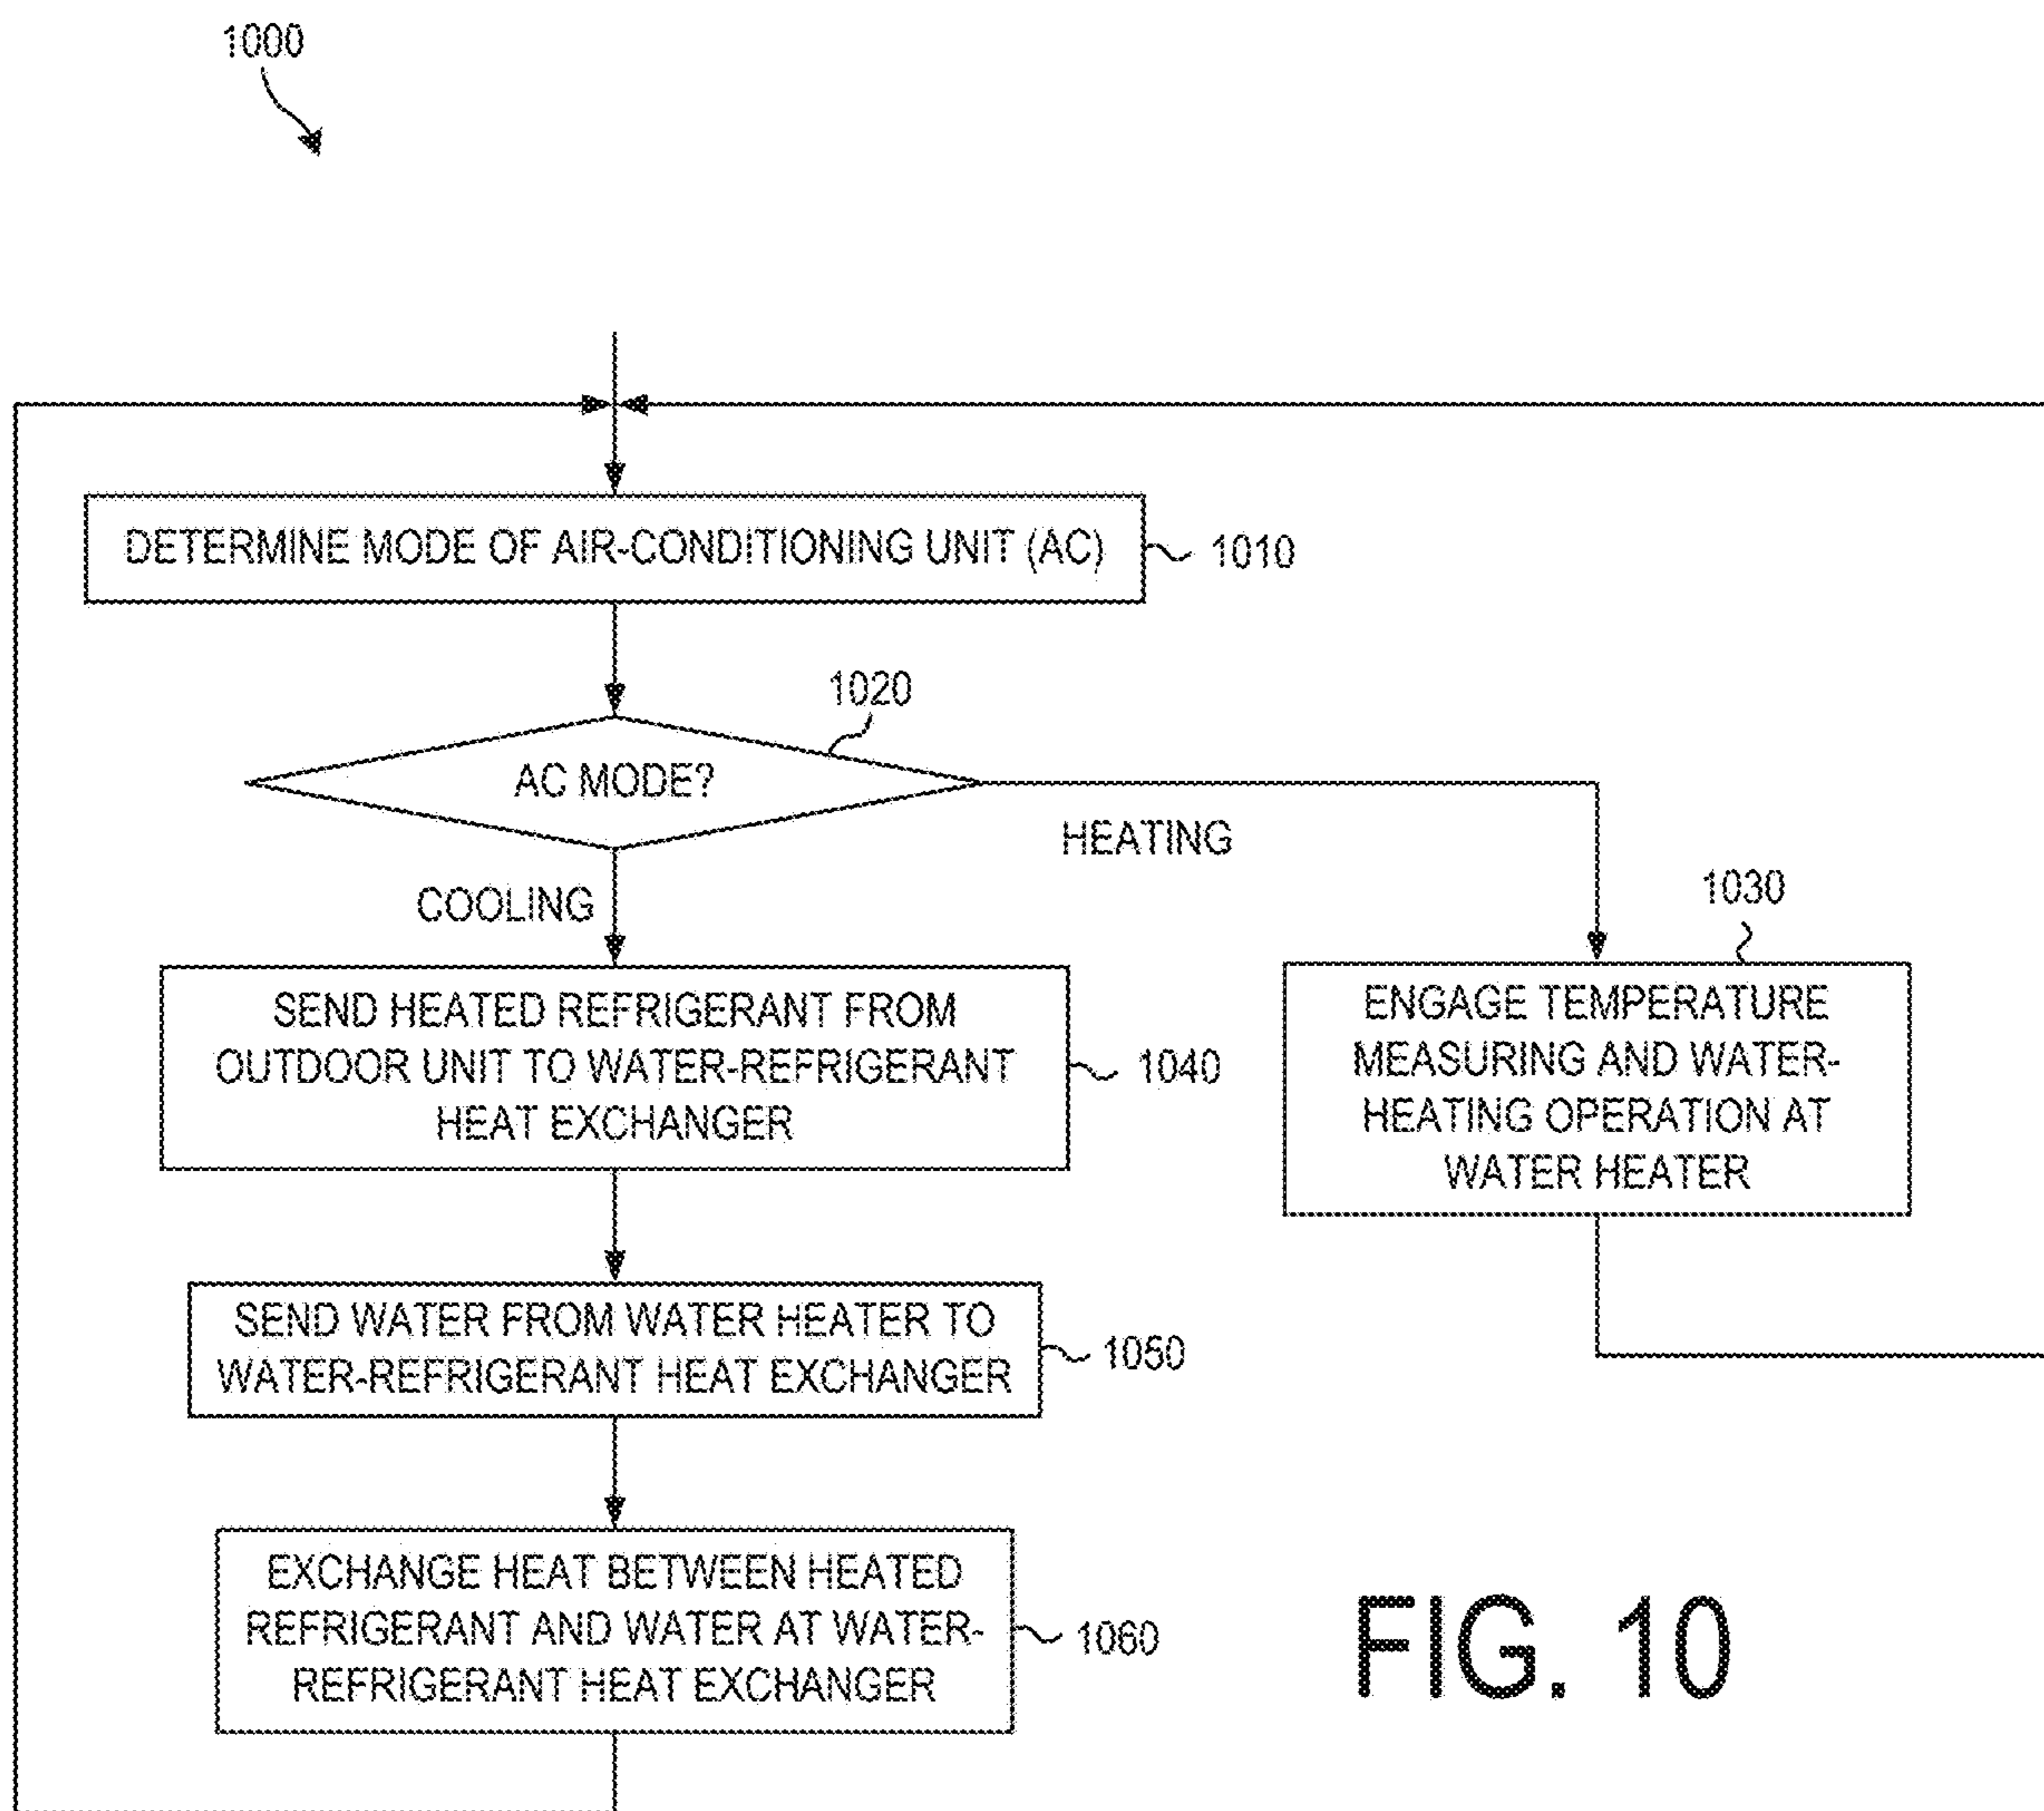 1000
DETERMINE MODE OF AIR-CONDITIONING UNIT (AC)
1010
1020
AC MODE?
HEATING
COOLING
1030
SEND HEATED REFRIGERANT FROM
OUTDOOR UNIT TO WATER-REFRIGERANT
HEAT EXCHANGER
1040
ENGAGE TEMPERATURE
MEASURING AND WATER-
HEATING OPERATION AT
WATER HEATER
SEND WATER FROM WATER HEATER TO
WATER-REFRIGERANT HEAT EXCHANGER
1050
EXCHANGE HEAT BETWEEN HEATED
REFRIGERANT AND WATER AT WATER-
REFRIGERANT HEAT EXCHANGER
1060
FIG. 10